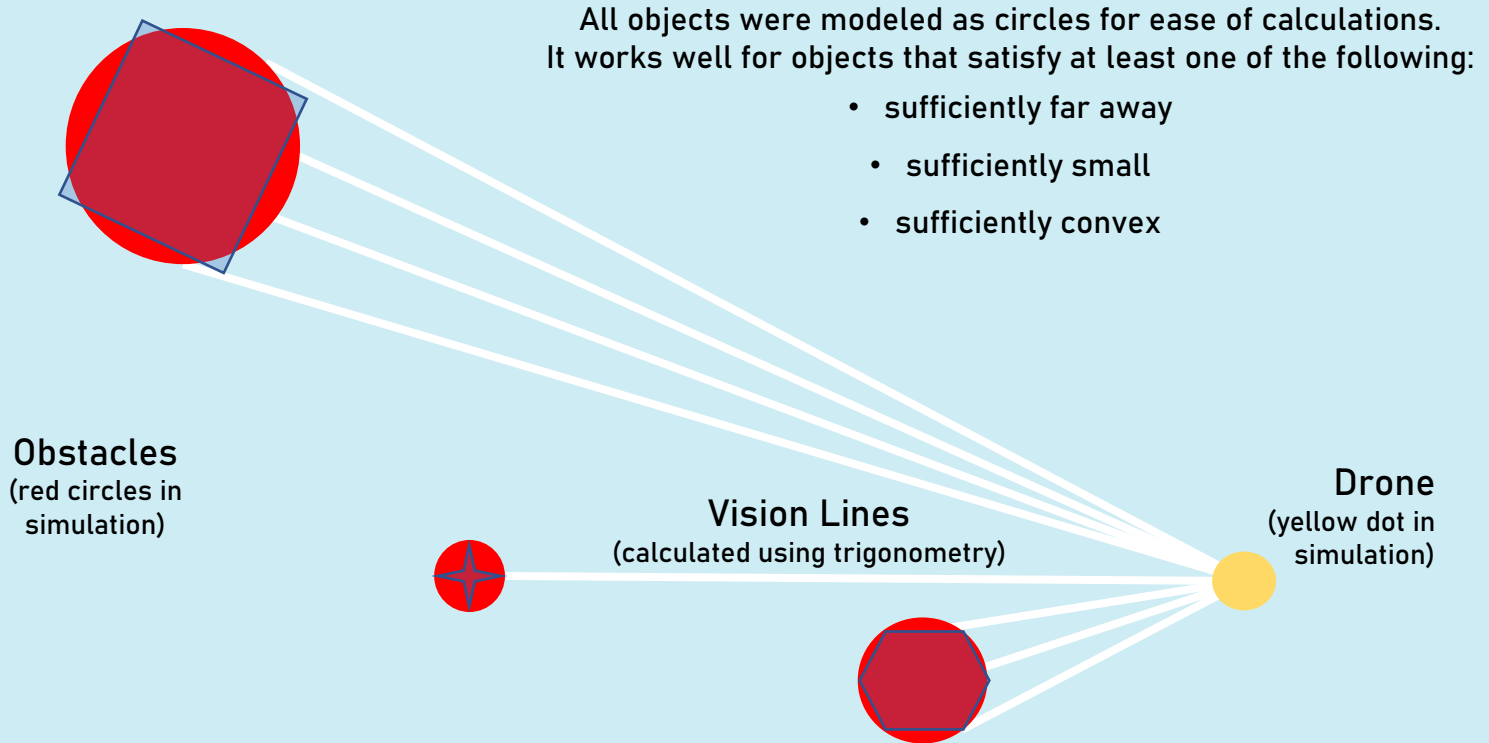 All objects were modeled as circles for ease of calculations.
It works well for objects that satisfy at least one of the following:
• sufficiently far away
• sufficiently small
• sufficiently convex
Obstacles
(red circles in
simulation)
Vision Lines
(calculated using trigonometry)
Drone
(yellow dot in
simulation)